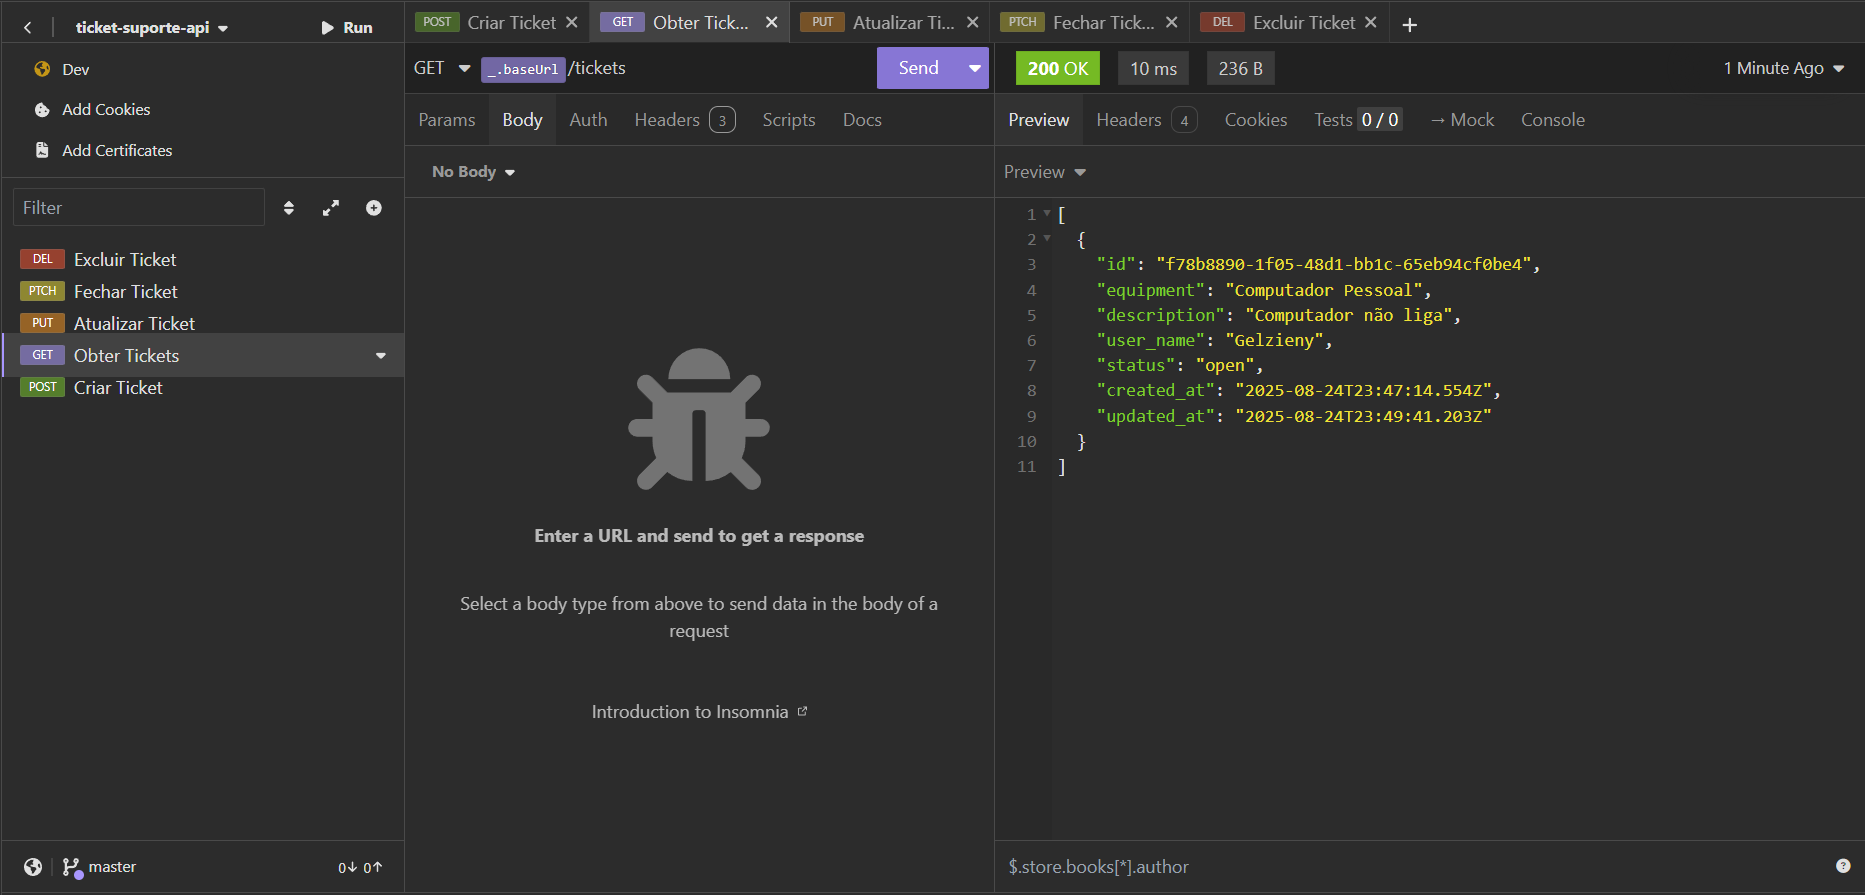 ticket-suporte-api
Run
Dev
Add Cookies
Add Certificates
Filter
DEL Excluir Ticket
PTCH Fechar Ticket
PUT Atualizar Ticket
GET Obter Tickets
POST Criar Ticket
master
0↓ 0↑
POST Criar Ticket
GET Obter Tick...
PUT Atualizar Ti...
PTCH Fechar Tick...
DEL Excluir Ticket
GET _.baseUrl /tickets
Send
Params Body Auth Headers 3 Scripts Docs
No Body
Enter a URL and send to get a response
Select a body type from above to send data in the body of a
request
Introduction to Insomnia
200 OK 10 ms 236 B
1 Minute Ago
Preview Headers 4 Cookies Tests 0 / 0 → Mock Console
Preview
1 [
2 {
3 "id": "f78b8890-1f05-48d1-bb1c-65eb94cf0be4",
4 "equipment": "Computador Pessoal",
5 "description": "Computador não liga",
6 "user_name": "Gelzieny",
7 "status": "open",
8 "created_at": "2025-08-24T23:47:14.554Z",
9 "updated_at": "2025-08-24T23:49:41.203Z"
10 }
11 ]
$.store.books[*].author